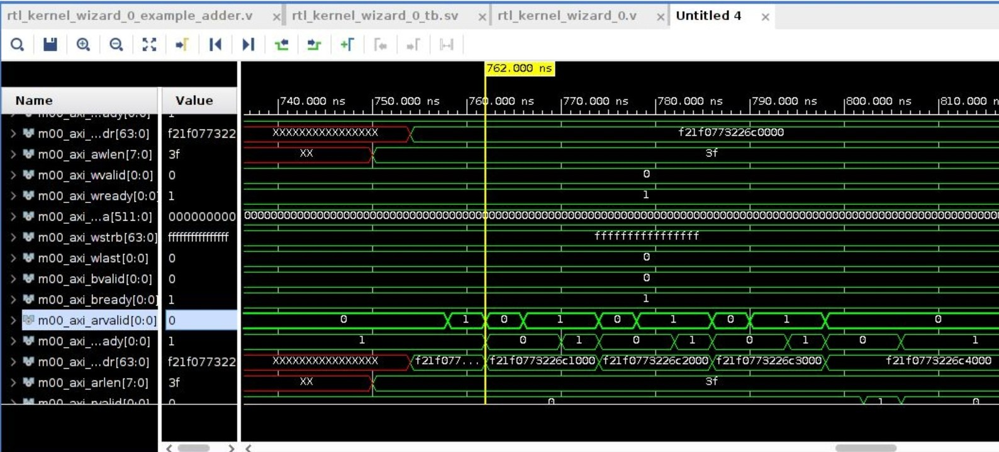 rtl_kernel_wizard_0_example_adder.v × rtl_kernel_wizard_0_tb.sv × rtl_kernel_wizard_0.v × Untitled 4 ×
762.000 ns
Name Value 740.000 ns 750.000 ns 760.000 ns 770.000 ns 780.000 ns 790.000 ns 800.000 ns 810.000 n
m00_axi_...ady[0:0] 1
m00_axi_...dr[63:0] f21f077322 XXXXXXXXXXXXXXXX f21f0773226c0000
m00_axi_awlen[7:0] 3f XX 3f
m00_axi_wvalid[0:0] 0 0
m00_axi_wready[0:0] 1 1
m00_axi_...a[511:0] 000000000
m00_axi_wstrb[63:0] ffffffffffffffff ffffffffffffffff
m00_axi_wlast[0:0] 0 0
m00_axi_bvalid[0:0] 0 0
m00_axi_bready[0:0] 1 1
m00_axi_arvalid[0:0] 0 0 1 0 1 0 1 0 1 0
m00_axi_...ady[0:0] 1 1 0 1 0 1 0 1 0 1
m00_axi_...dr[63:0] f21f077322 XXXXXXXXXXXXXXXX f21f077... f21f0773226c1000 f21f0773226c2000 f21f0773226c3000 f21f0773226c4000
m00_axi_arlen[7:0] 3f XX 3f
m00_axi_rvalid[0:0] 0 0 1 0